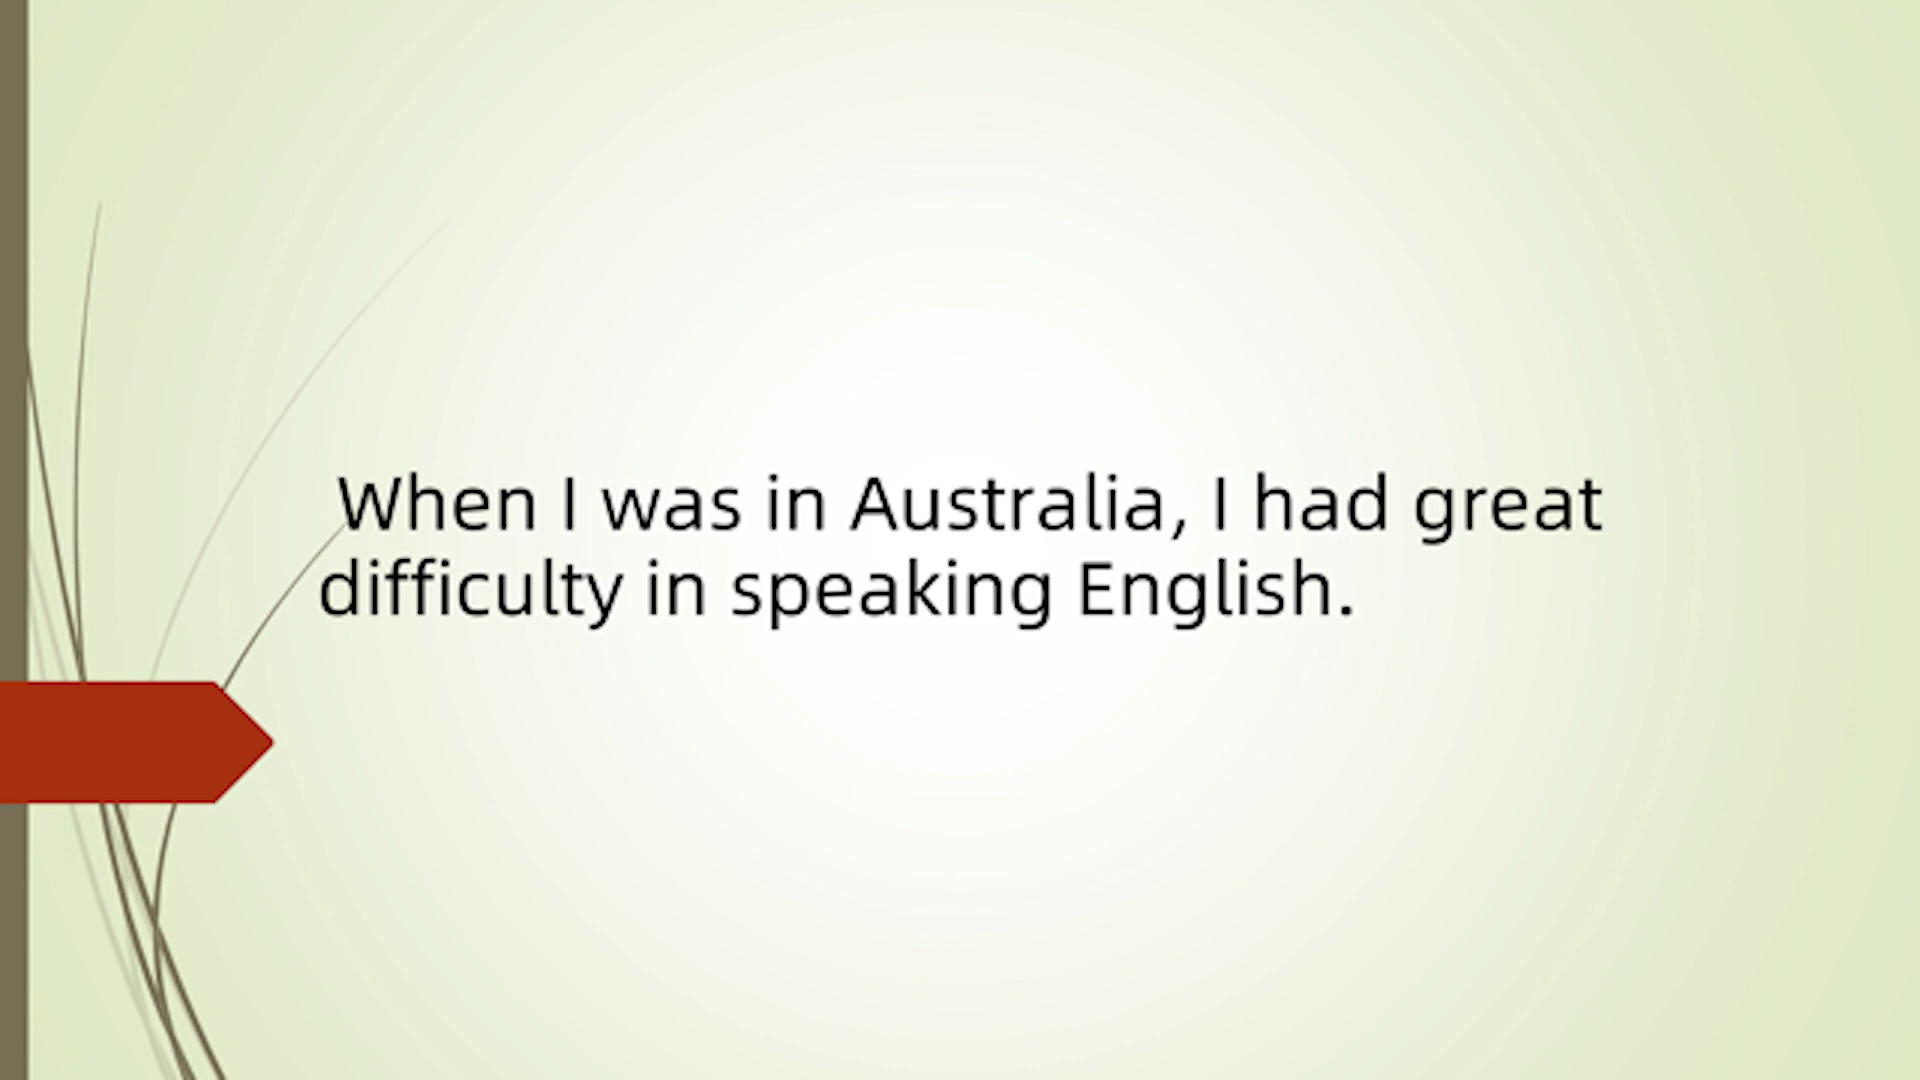 When I was in Australia, I had great
difficulty in speaking English.